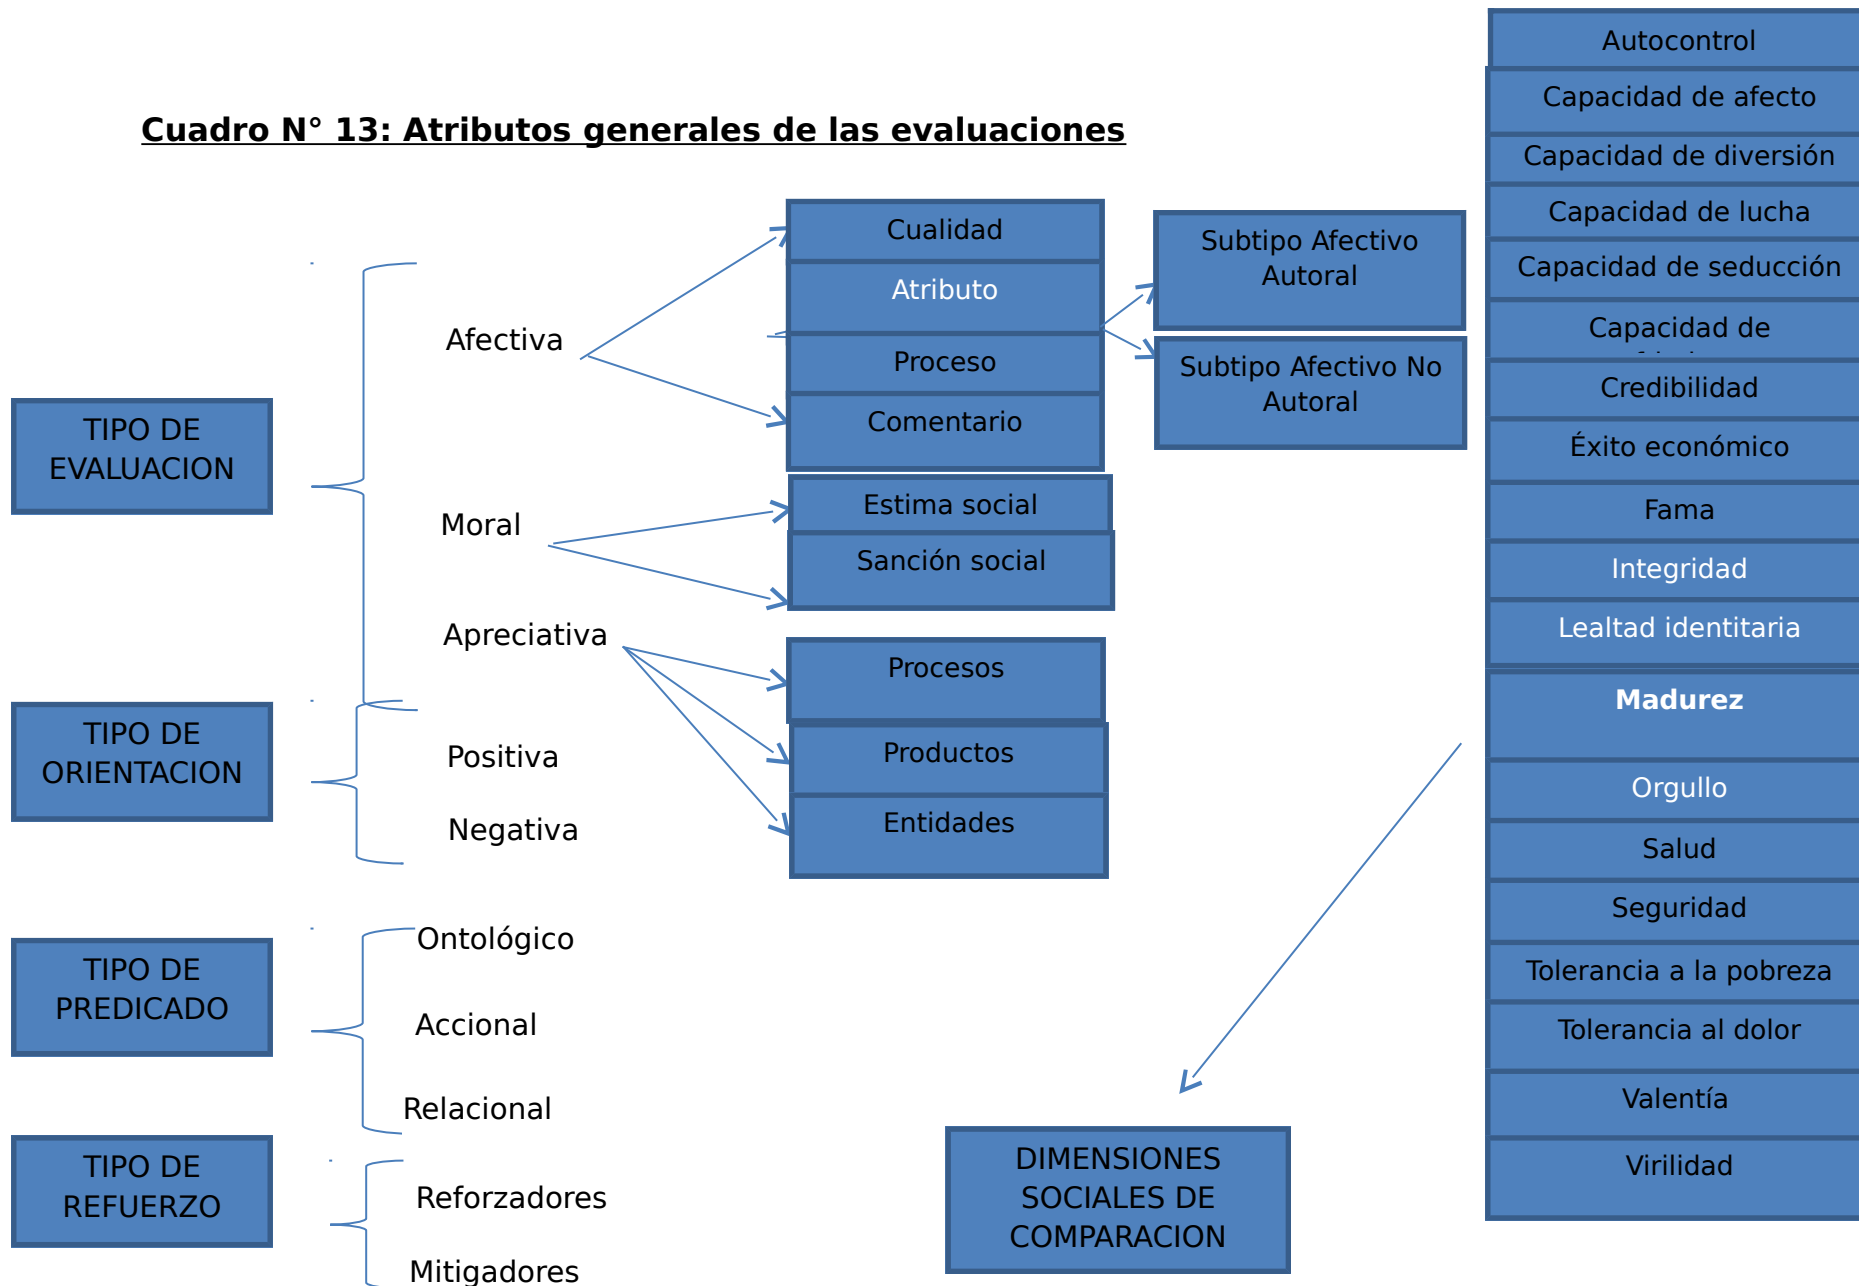 Cuadro N° 13: Atributos generales de las evaluaciones
TIPO DE
EVALUACION
Afectiva
Moral
Apreciativa
Cualidad
Atributo
Proceso
Comentario
Subtipo Afectivo
Autoral
Subtipo Afectivo No
Autoral
Estima social
Sanción social
Procesos
Productos
Entidades
TIPO DE
ORIENTACION
Positiva
Negativa
TIPO DE
PREDICADO
Ontológico
Accional
Relacional
TIPO DE
REFUERZO
Reforzadores
Mitigadores
DIMENSIONES
SOCIALES DE
COMPARACION
Autocontrol
Capacidad de afecto
Capacidad de diversión
Capacidad de lucha
Capacidad de seducción
Capacidad de
Credibilidad
Éxito económico
Fama
Integridad
Lealtad identitaria
Madurez
Orgullo
Salud
Seguridad
Tolerancia a la pobreza
Tolerancia al dolor
Valentía
Virilidad